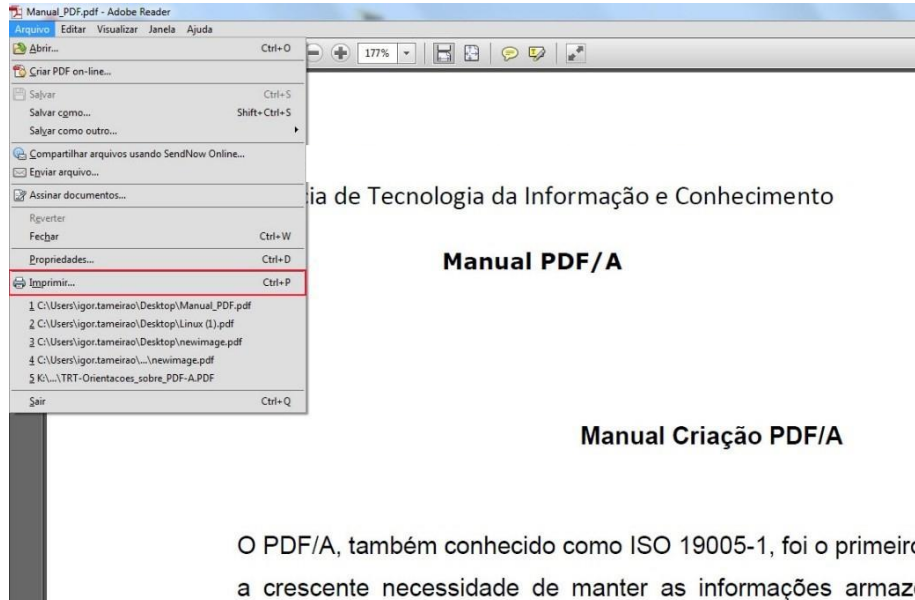 Manual_PDF.pdf - Adobe Reader
Arquivo Editar Visualizar Janela Ajuda
Abrir... Ctrl+O
177%
Criar PDF on-line...
Salvar Ctrl+S
Salvar como... Shift+Ctrl+S
Salvar como outro...
Compartilhar arquivos usando SendNow Online...
Enviar arquivo...
Assinar documentos...
Reverter
Fechar Ctrl+W
Propriedades... Ctrl+D
Imprimir... Ctrl+P
1 C:\Users\igor.tameirao\Desktop\Manual_PDF.pdf
2 C:\Users\igor.tameirao\Desktop\Linux (1).pdf
3 C:\Users\igor.tameirao\Desktop\newimage.pdf
4 C:\Users\igor.tameirao\...\newimage.pdf
5 K:\...\TRT-Orientacoes_sobre_PDF-A.PDF
Sair Ctrl+Q
cia de Tecnologia da Informação e Conhecimento
Manual PDF/A
Manual Criação PDF/A
O PDF/A, também conhecido como ISO 19005-1, foi o primeiro
a crescente necessidade de manter as informações armaz